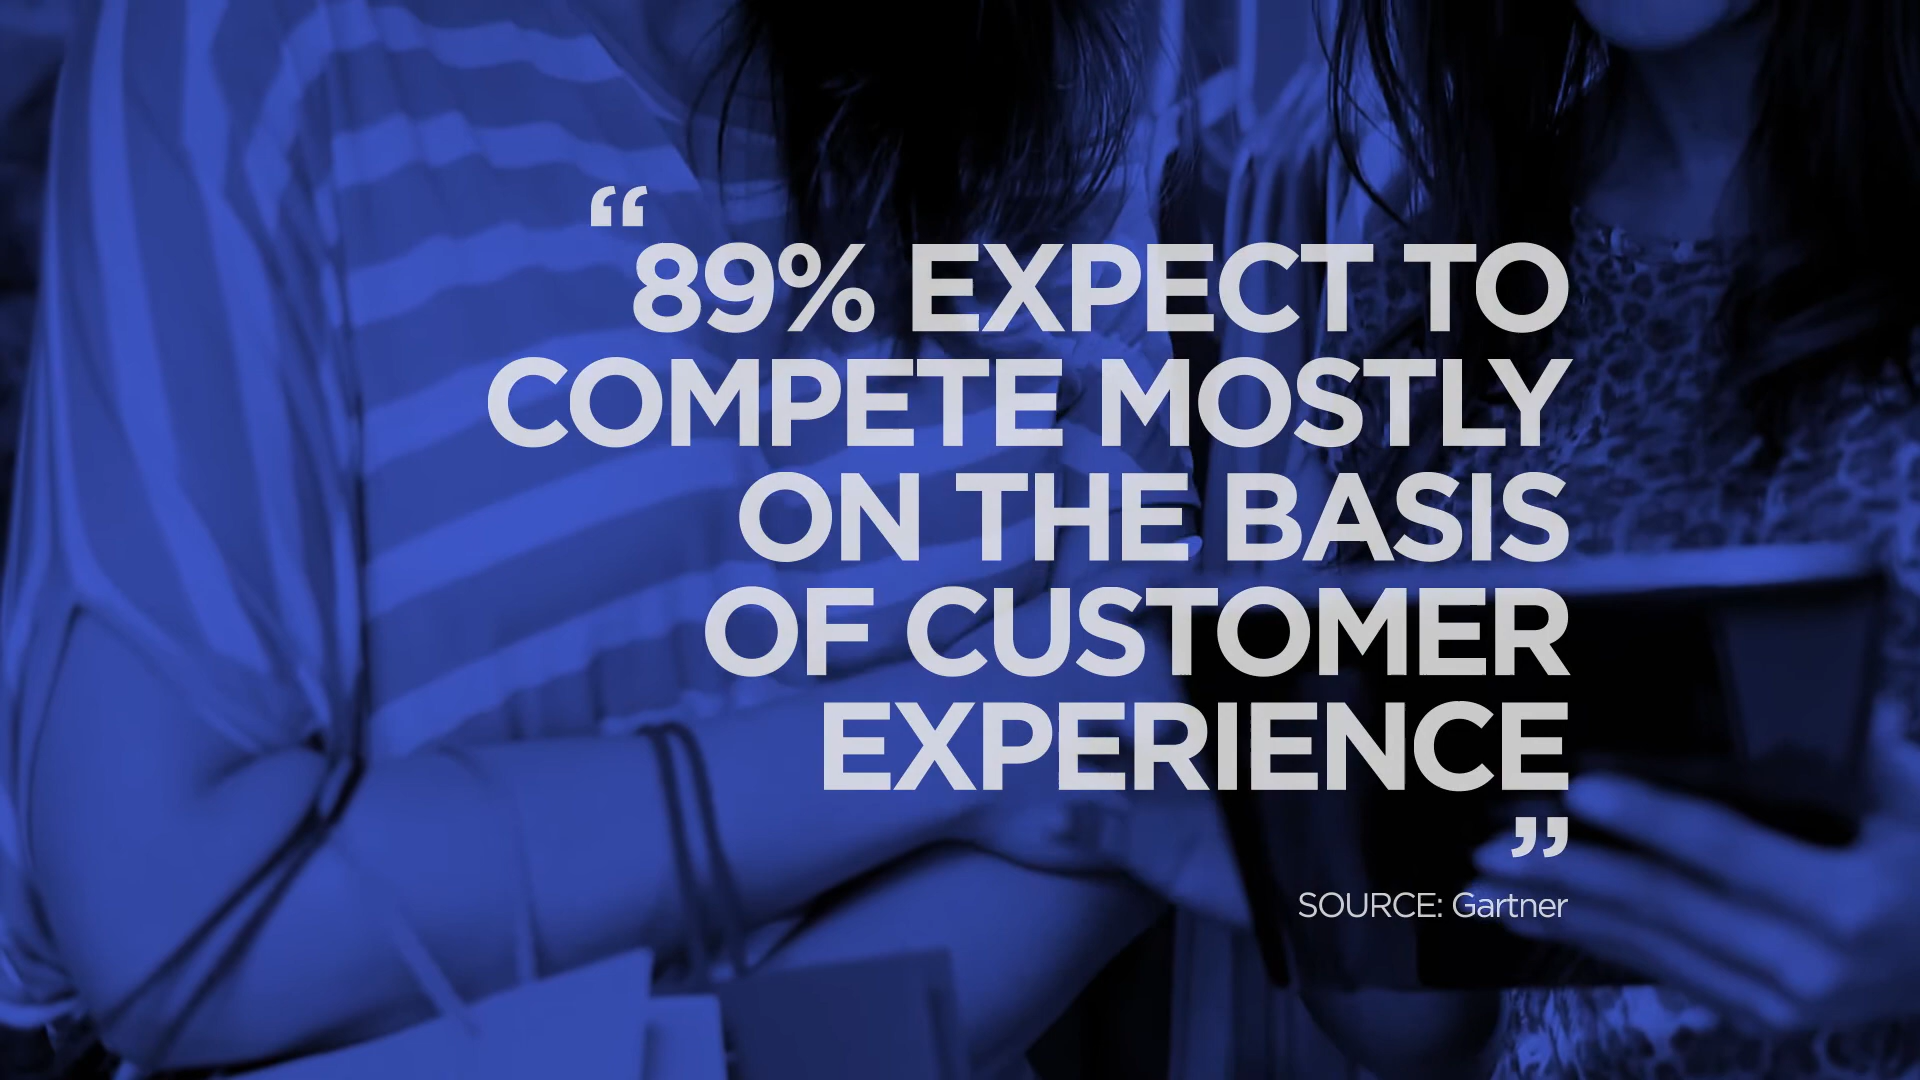 “
89% EXPECT TO
COMPETE MOSTLY
ON THE BASIS
OF CUSTOMER
EXPERIENCE
”
SOURCE: Gartner